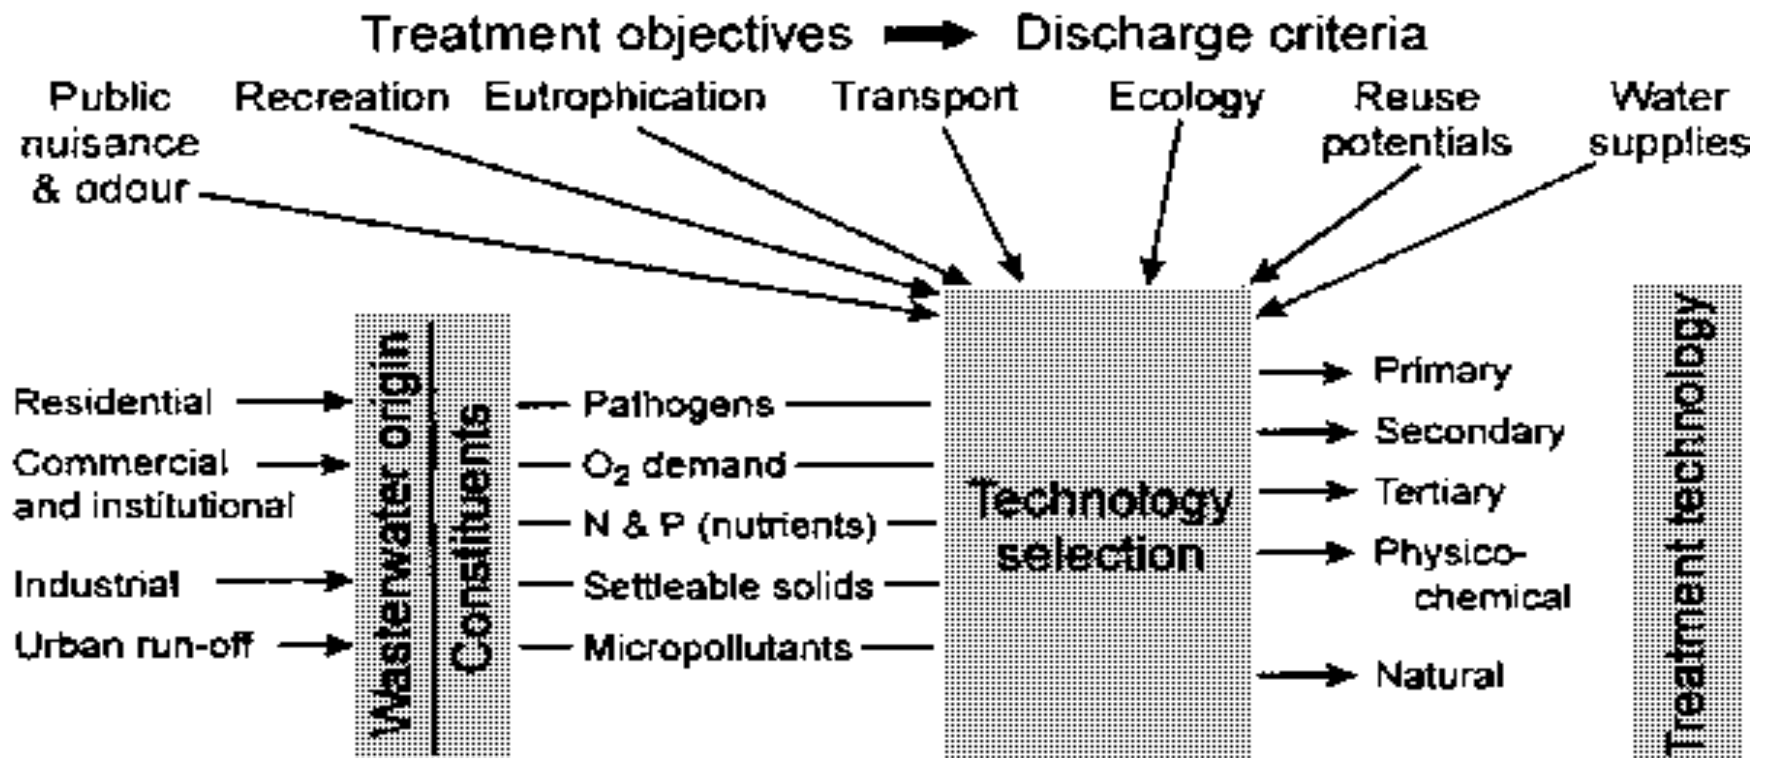 Treatment objectives Discharge criteria
Public
nuisance
& odour
Recreation
Eutrophication
Transport
Ecology
Reuse
potentials
Water
supplies
Residential
Commercial
and institutional
Industrial
Urban run-off
Wasterwater origin
Constituents
Pathogens
O₂ demand
N & P (nutrients)
Settleable solids
Micropollutants
Technology
selection
Primary
Secondary
Tertiary
Physico-
chemical
Natural
Treatment technology